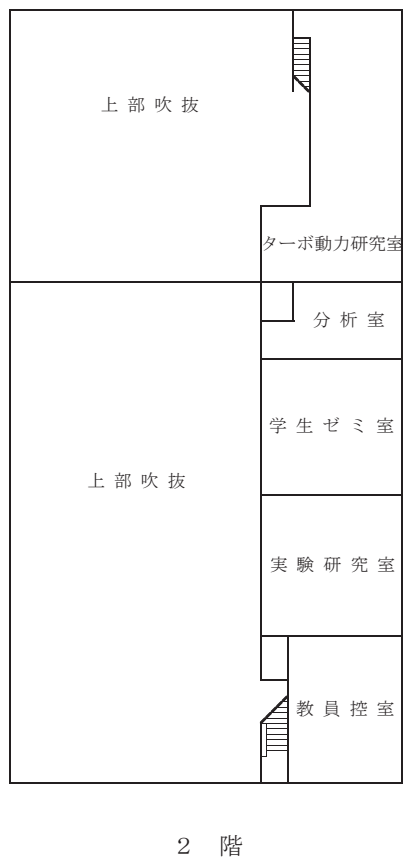 上部吹抜
ターボ動力研究室
分析室
学生ゼミ室
上部吹抜
実験研究室
教員控室
２ 階